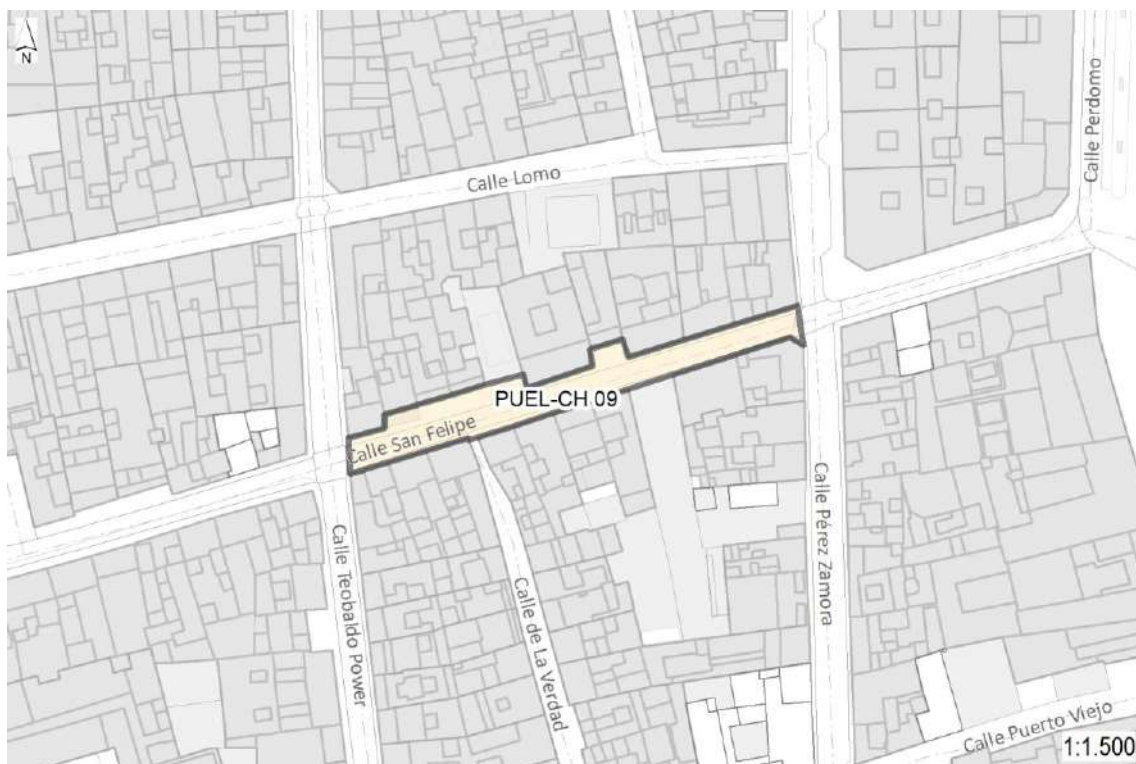 N
Calle Perdomo
Calle Lomo
PUEL-CH 09
Calle San Felipe
Calle Teobaldo Power
Calle de La Verdad
Calle Pérez Zamora
Calle Puerto Viejo
1:1.500